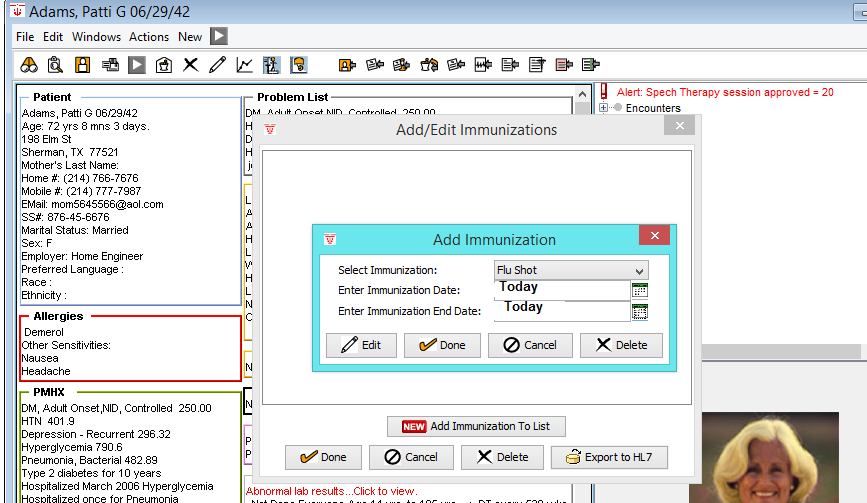 Adams, Patti G 06/29/42
File Edit Windows Actions New
Patient
Adams, Patti G 06/29/42
Age: 72 yrs 8 mns 3 days.
198 Elm St
Sherman, TX 77521
Mother's Last Name:
Home #: (214) 766-7676
Mobile #: (214) 777-7987
EMail: mom5645566@aol.com
SS#: 876-45-6676
Marital Status: Married
Sex: F
Employer: Home Engineer
Preferred Language :
Race :
Ethnicity :
Allergies
Demerol
Other Sensitivities:
Nausea
Headache
PMHX
DM, Adult Onset,NID, Controlled 250.00
HTN 401.9
Depression - Recurrent 296.32
Hyperglycemia 790.6
Pneumonia, Bacterial 482.89
Type 2 diabetes for 10 years
Hospitalized March 2006 Hyperglycemia
Hospitalized once for Pneumonia
Problem List
DM, Adult Onset,NID, Controlled 250.00
Alert: Spech Therapy session approved = 20
Encounters
Add/Edit Immunizations
Add Immunization
Select Immunization: Flu Shot
Enter Immunization Date: Today
Enter Immunization End Date: Today
Edit Done Cancel Delete
NEW Add Immunization To List
Done Cancel Delete Export to HL7
Abnormal lab results...Click to view.